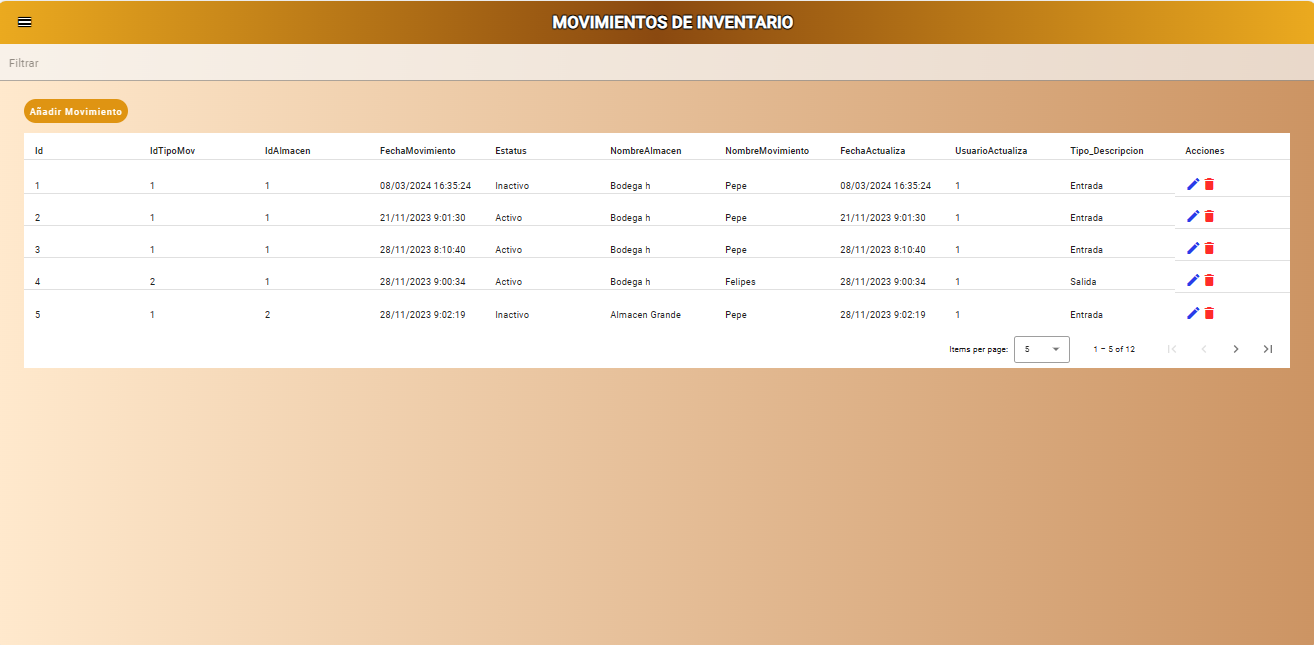 MOVIMIENTOS DE INVENTARIO
Filtrar
Añadir Movimiento
Id IdTipoMov IdAlmacen FechaMovimiento Estatus NombreAlmacen NombreMovimiento FechaActualiza UsuarioActualiza Tipo_Descripcion Acciones
1 1 1 08/03/2024 16:35:24 Inactivo Bodega h Pepe 08/03/2024 16:35:24 1 Entrada
2 1 1 21/11/2023 9:01:30 Activo Bodega h Pepe 21/11/2023 9:01:30 1 Entrada
3 1 1 28/11/2023 8:10:40 Activo Bodega h Pepe 28/11/2023 8:10:40 1 Entrada
4 2 1 28/11/2023 9:00:34 Activo Bodega h Felipes 28/11/2023 9:00:34 1 Salida
5 1 2 28/11/2023 9:02:19 Inactivo Almacen Grande Pepe 28/11/2023 9:02:19 1 Entrada
Items per page: 5 1 – 5 of 12